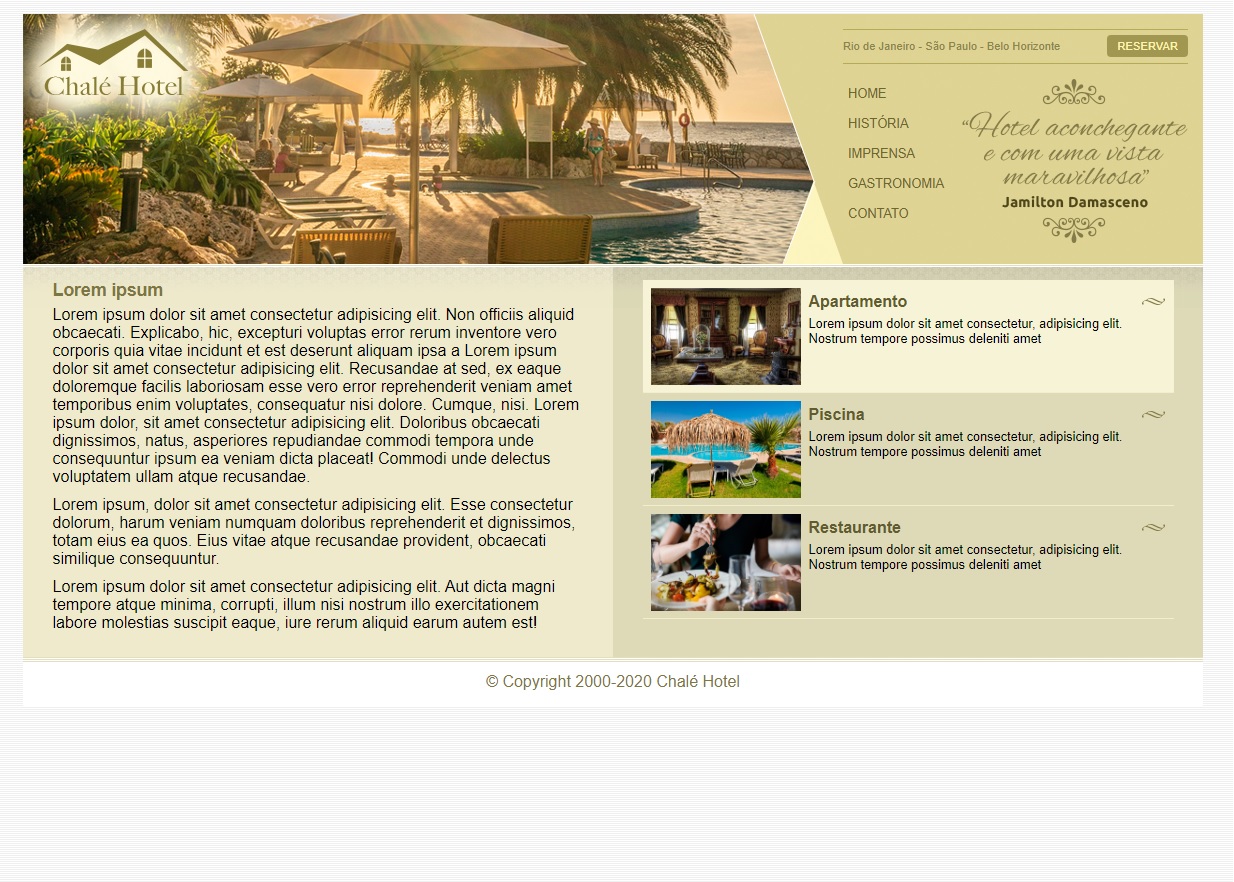 Chalé Hotel
Rio de Janeiro - São Paulo - Belo Horizonte
RESERVAR
HOME
HISTÓRIA
IMPRENSA
GASTRONOMIA
CONTATO
“Hotel aconchegante
e com uma vista
maravilhosa”
Jamilton Damasceno
Lorem ipsum
Lorem ipsum dolor sit amet consectetur adipisicing elit. Non officiis aliquid
obcaecati. Explicabo, hic, excepturi voluptas error rerum inventore vero
corporis quia vitae incidunt et est deserunt aliquam ipsa a Lorem ipsum
dolor sit amet consectetur adipisicing elit. Recusandae at sed, ex eaque
doloremque facilis laboriosam esse vero error reprehenderit veniam amet
temporibus enim voluptates, consequatur nisi dolore. Cumque, nisi. Lorem
ipsum dolor, sit amet consectetur adipisicing elit. Doloribus obcaecati
dignissimos, natus, asperiores repudiandae commodi tempora unde
consequuntur ipsum ea veniam dicta placeat! Commodi unde delectus
voluptatem ullam atque recusandae.
Lorem ipsum, dolor sit amet consectetur adipisicing elit. Esse consectetur
dolorum, harum veniam numquam doloribus reprehenderit et dignissimos,
totam eius ea quos. Eius vitae atque recusandae provident, obcaecati
similique consequuntur.
Lorem ipsum dolor sit amet consectetur adipisicing elit. Aut dicta magni
tempore atque minima, corrupti, illum nisi nostrum illo exercitationem
labore molestias suscipit eaque, iure rerum aliquid earum autem est!
Apartamento
Lorem ipsum dolor sit amet consectetur, adipisicing elit.
Nostrum tempore possimus deleniti amet
Piscina
Lorem ipsum dolor sit amet consectetur, adipisicing elit.
Nostrum tempore possimus deleniti amet
Restaurante
Lorem ipsum dolor sit amet consectetur, adipisicing elit.
Nostrum tempore possimus deleniti amet
© Copyright 2000-2020 Chalé Hotel